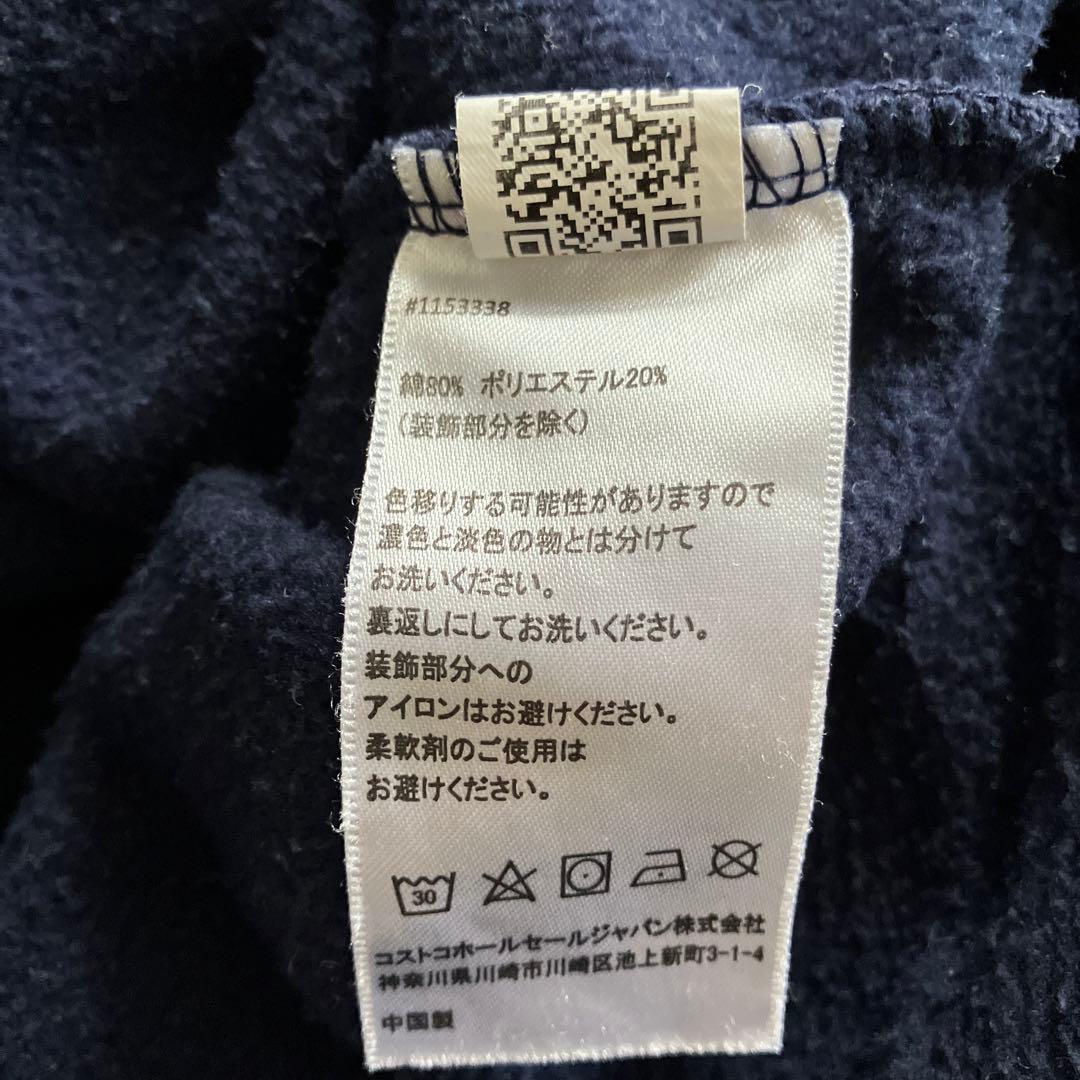 #1153338
綿80% ポリエステル20%
(装飾部分を除く)
色移りする可能性がありますので
濃色と淡色の物とは分けて
お洗いください。
裏返しにしてお洗いください。
装飾部分への
アイロンはお避けください。
柔軟剤のご使用は
お避けください。
30
コストコホールセールジャパン株式会社
神奈川県川崎市川崎区池上新町3-1-4
中国製